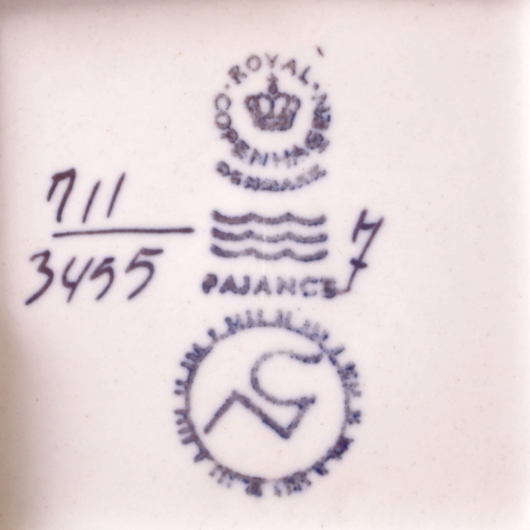 ROYAL
COPENHAGEN
DENMARK
711
3455
7
FAJANCE